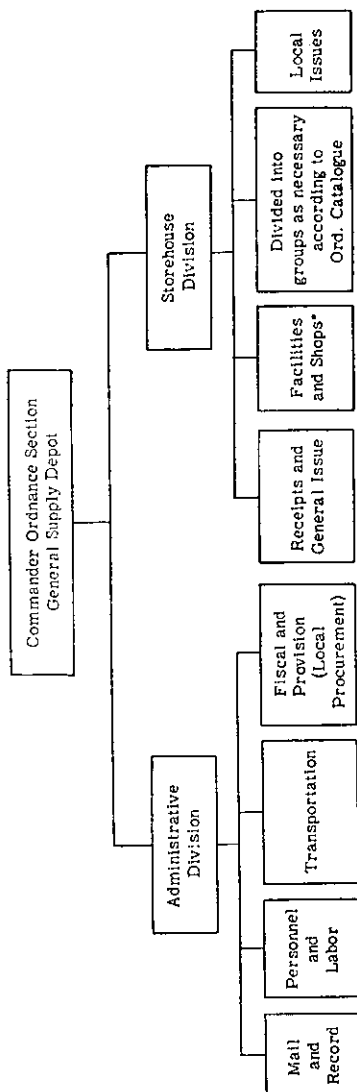 Commander Ordnance Section
General Supply Depot
Administrative
Division
Storehouse
Division
Mail
and
Record
Personnel
and
Labor
Transportation
Fiscal and
Provision
(Local
Procurement)
Receipts and
General Issue
Facilities
and Shops*
Divided into
groups as necessary
according to
Ord. Catalogue
Local
Issues